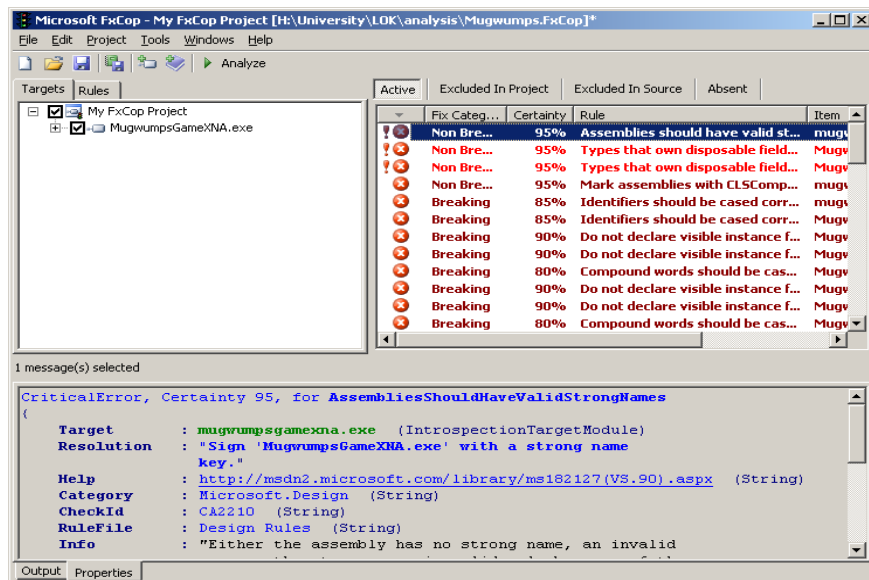 Microsoft FxCop - My FxCop Project [H:\University\LOK\analysis\Mugwumps.FxCop]*
File Edit Project Tools Windows Help
Analyze
Targets Rules
My FxCop Project
MugwumpsGameXNA.exe
Active Excluded In Project Excluded In Source Absent
Fix Categ... Certainty Rule Item
Non Bre... 95% Assemblies should have valid st... mugw
Non Bre... 95% Types that own disposable field... Mugw
Non Bre... 95% Types that own disposable field... Mugw
Non Bre... 95% Mark assemblies with CLSComp... mugw
Breaking 85% Identifiers should be cased corr... mugw
Breaking 85% Identifiers should be cased corr... Mugw
Breaking 90% Do not declare visible instance f... Mugw
Breaking 90% Do not declare visible instance f... Mugw
Breaking 80% Compound words should be cas... Mugw
Breaking 90% Do not declare visible instance f... Mugw
Breaking 90% Do not declare visible instance f... Mugw
Breaking 80% Compound words should be cas... Mugw
1 message(s) selected
CriticalError, Certainty 95, for AssembliesShouldHaveValidStrongNames
{
Target : mugwumpsgamexna.exe (IntrospectionTargetModule)
Resolution : "Sign 'MugwumpsGameXNA.exe' with a strong name
key."
Help : http://msdn2.microsoft.com/library/ms182127(VS.90).aspx (String)
Category : Microsoft.Design (String)
CheckId : CA2210 (String)
RuleFile : Design Rules (String)
Info : "Either the assembly has no strong name, an invalid
Output Properties